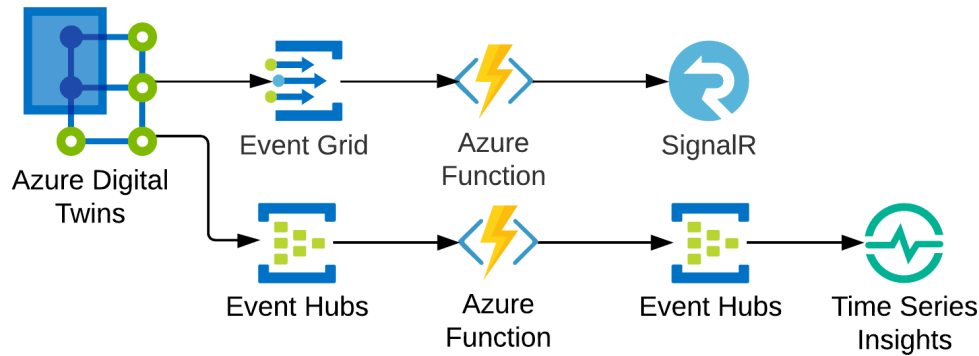 Event Grid
Azure
Function
SignalR
Azure Digital
Twins
Event Hubs
Azure
Function
Event Hubs
Time Series
Insights